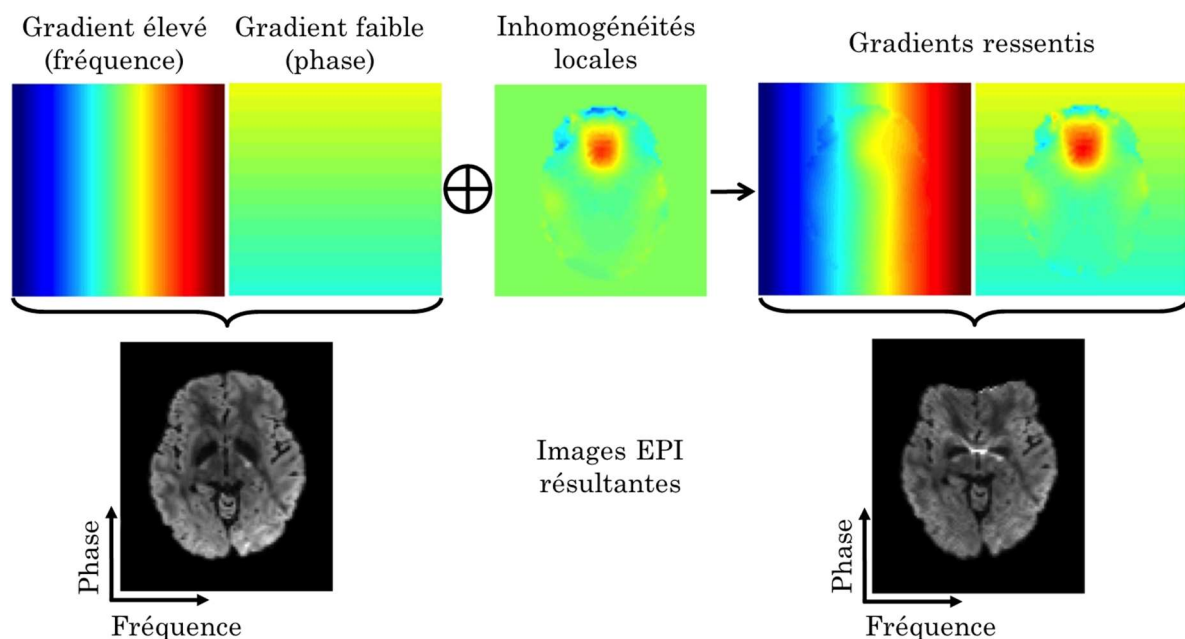 Gradient élevé
(fréquence)
Gradient faible
(phase)
Inhomogénéités
locales
Gradients ressentis
Images EPI
résultantes
Phase
Fréquence
Phase
Fréquence